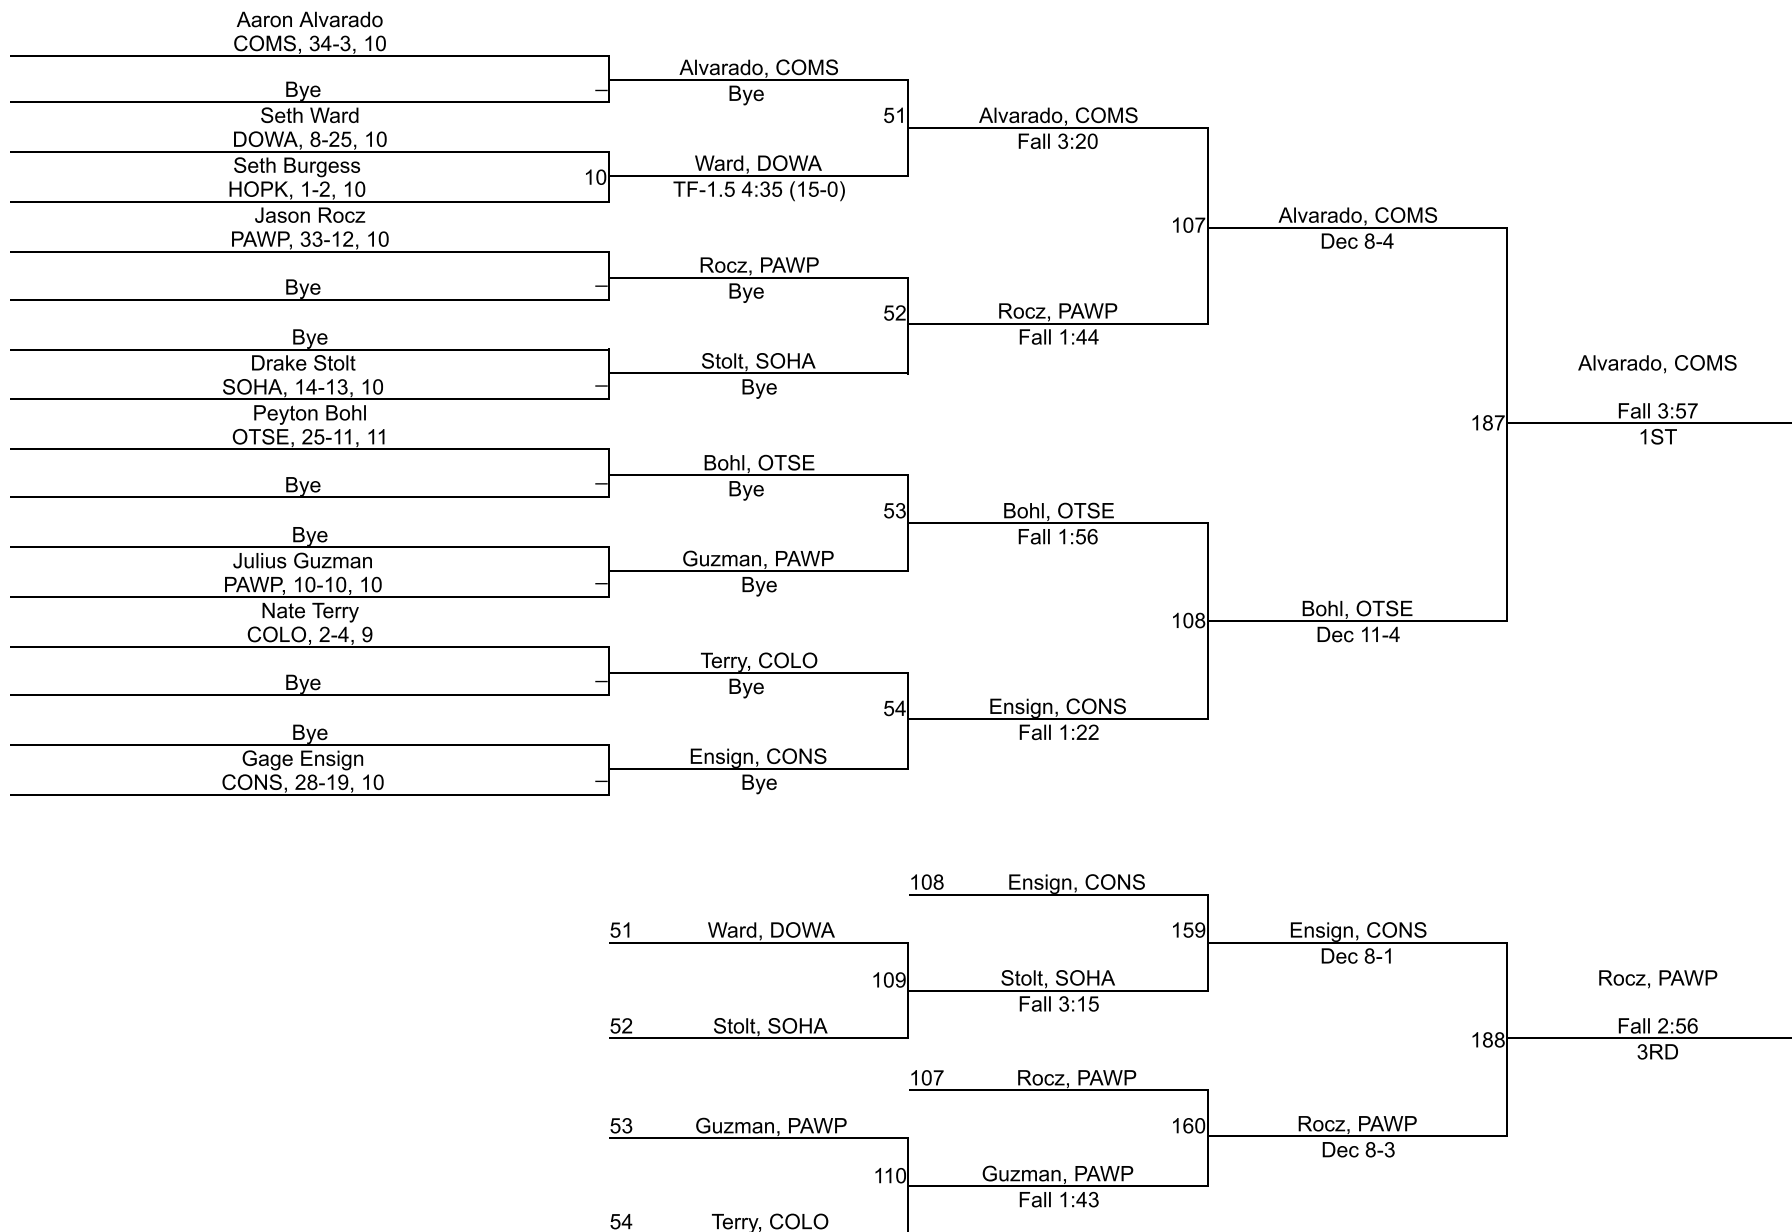 Aaron Alvarado
COMS, 34-3, 10
Bye
Seth Ward
DOWA, 8-25, 10
Seth Burgess
HOPK, 1-2, 10
Jason Rocz
PAWP, 33-12, 10
Bye
Bye
Drake Stolt
SOHA, 14-13, 10
Peyton Bohl
OTSE, 25-11, 11
Bye
Bye
Julius Guzman
PAWP, 10-10, 10
Nate Terry
COLO, 2-4, 9
Bye
Bye
Gage Ensign
CONS, 28-19, 10
–
10
–
–
–
–
–
–
Alvarado, COMS
Bye
Ward, DOWA
TF-1.5 4:35 (15-0)
Rocz, PAWP
Bye
Stolt, SOHA
Bye
Bohl, OTSE
Bye
Guzman, PAWP
Bye
Terry, COLO
Bye
Ensign, CONS
Bye
51
52
53
54
Alvarado, COMS
Fall 3:20
Rocz, PAWP
Fall 1:44
Bohl, OTSE
Fall 1:56
Ensign, CONS
Fall 1:22
107
108
Alvarado, COMS
Dec 8-4
Bohl, OTSE
Dec 11-4
187
Alvarado, COMS
Fall 3:57
1ST
51 Ward, DOWA
52 Stolt, SOHA
53 Guzman, PAWP
54 Terry, COLO
109
110
108 Ensign, CONS
Stolt, SOHA
Fall 3:15
107 Rocz, PAWP
Guzman, PAWP
Fall 1:43
159
160
Ensign, CONS
Dec 8-1
Rocz, PAWP
Dec 8-3
188
Rocz, PAWP
Fall 2:56
3RD